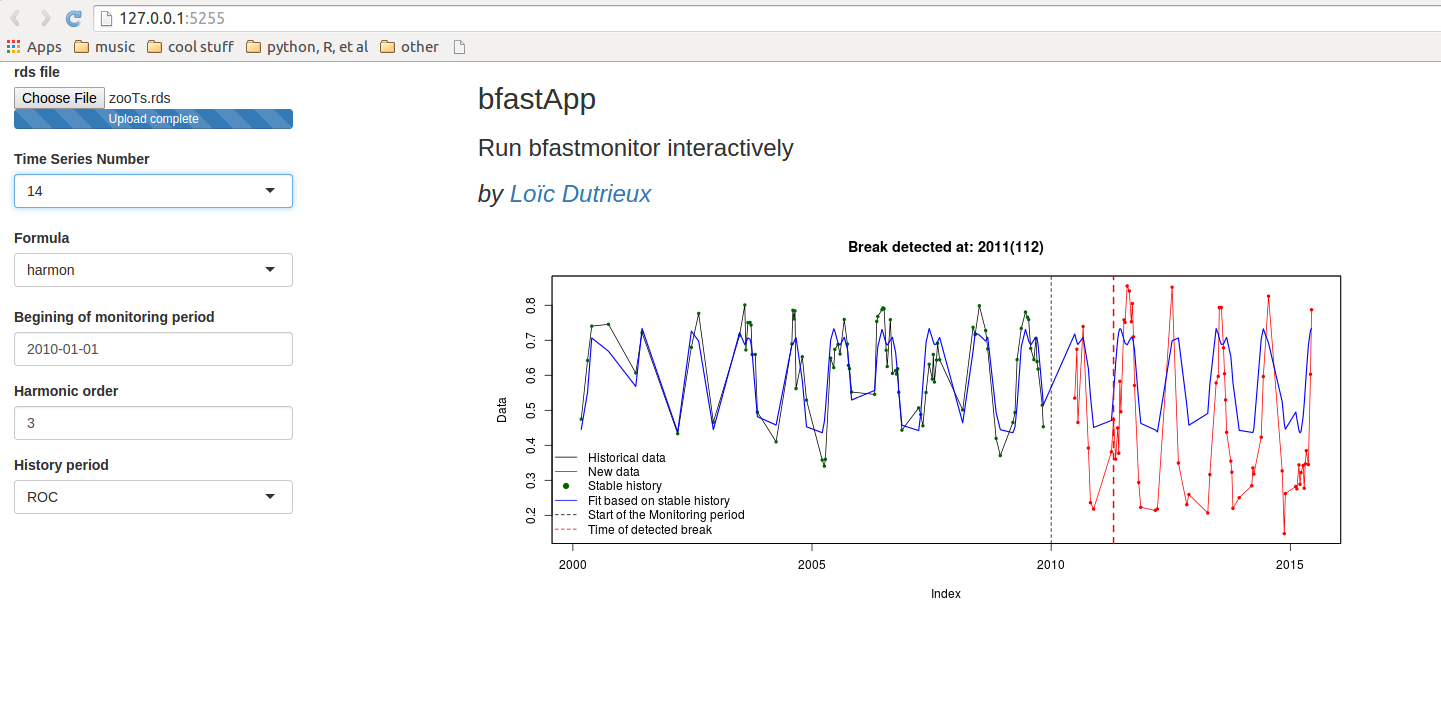 127.0.0.1:5255
Apps music cool stuff python, R, et al other
rds file
Choose File zooTs.rds
Upload complete
Time Series Number
14
Formula
harmon
Begining of monitoring period
2010-01-01
Harmonic order
3
History period
ROC
bfastApp
Run bfastmonitor interactively
by Loïc Dutrieux
Break detected at: 2011(112)
Data
0.8
0.7
0.6
0.5
0.4
0.3
0.2
Historical data
New data
Stable history
Fit based on stable history
Start of the Monitoring period
Time of detected break
2000 2005 2010 2015
Index